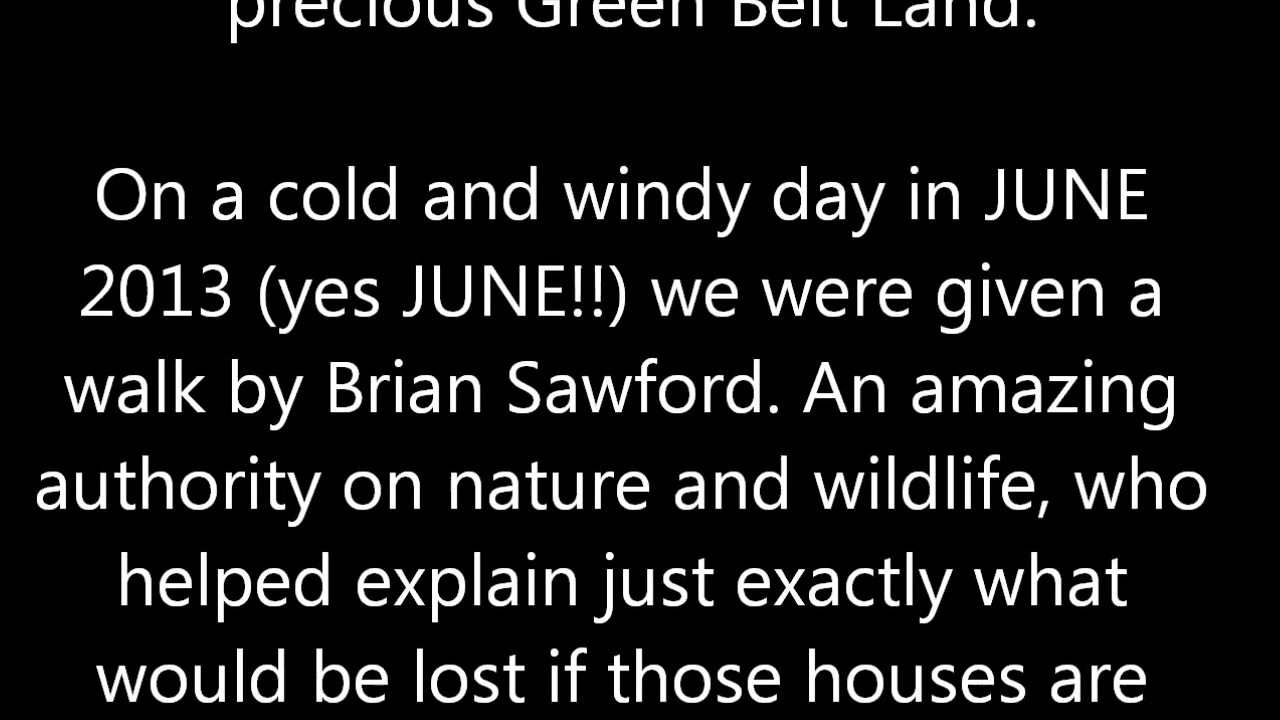 precious Green Belt Land.
On a cold and windy day in JUNE
2013 (yes JUNE!!) we were given a
walk by Brian Sawford. An amazing
authority on nature and wildlife, who
helped explain just exactly what
would be lost if those houses are